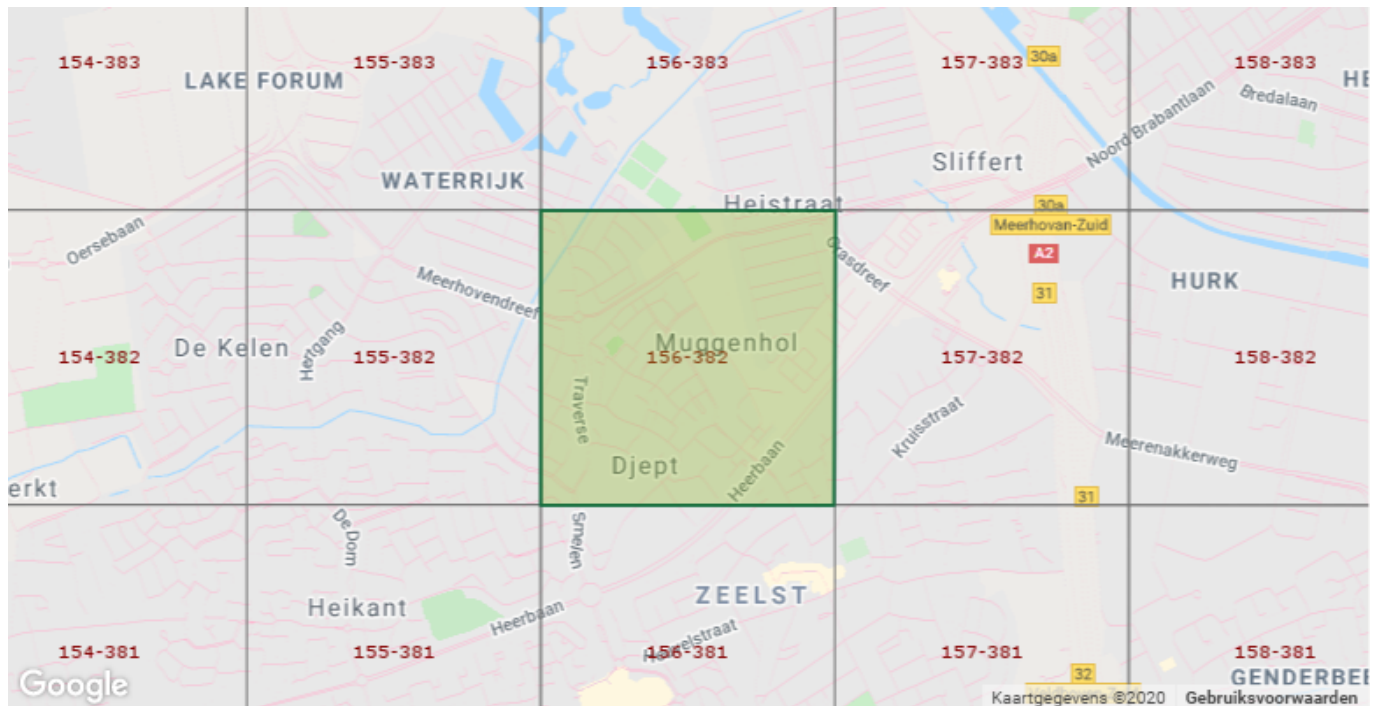 154-383
155-383
156-383
157-383
30a
158-383
LAKE FORUM
Bredalaan
Noord Brabantlaan
Sliffert
WATERRIJK
Heistraat
30a
Meerhovan-Zuid
Oersebaan
Grasdreef
A2
Meerhovendreef
31
HURK
De Kelen
Hertgang
Muggenhol
154-382
155-382
156-382
157-382
158-382
Traverse
Kruisstraat
Meerenakkerweg
Djept
Heerbaan
erkt
31
De Dom
Smelen
Heikant
Heerbaan
ZEELST
154-381
155-381
156-381
157-381
158-381
32
GENDERBEE
Google
Kaartgegevens ©2020
Gebruiksvoorwaarden